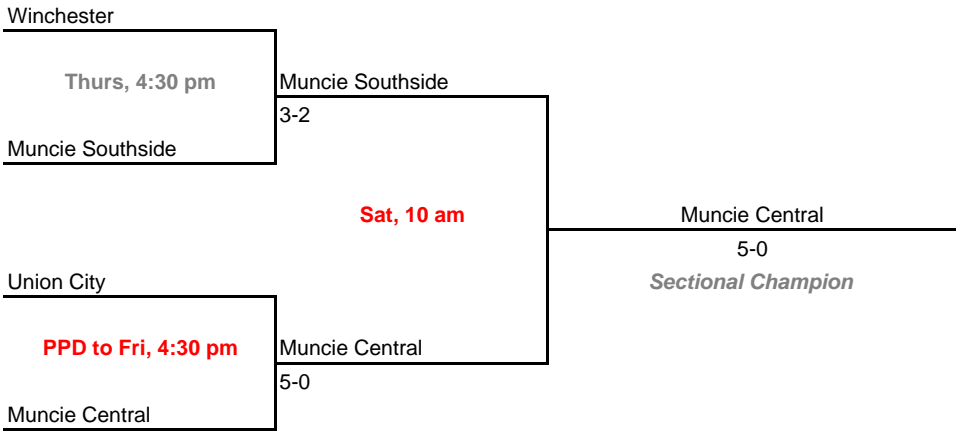 Winchester
Thurs, 4:30 pm
Muncie Southside
3-2
Muncie Southside
Sat, 10 am
Muncie Central
5-0
Sectional Champion
Union City
PPD to Fri, 4:30 pm
Muncie Central
5-0
Muncie Central